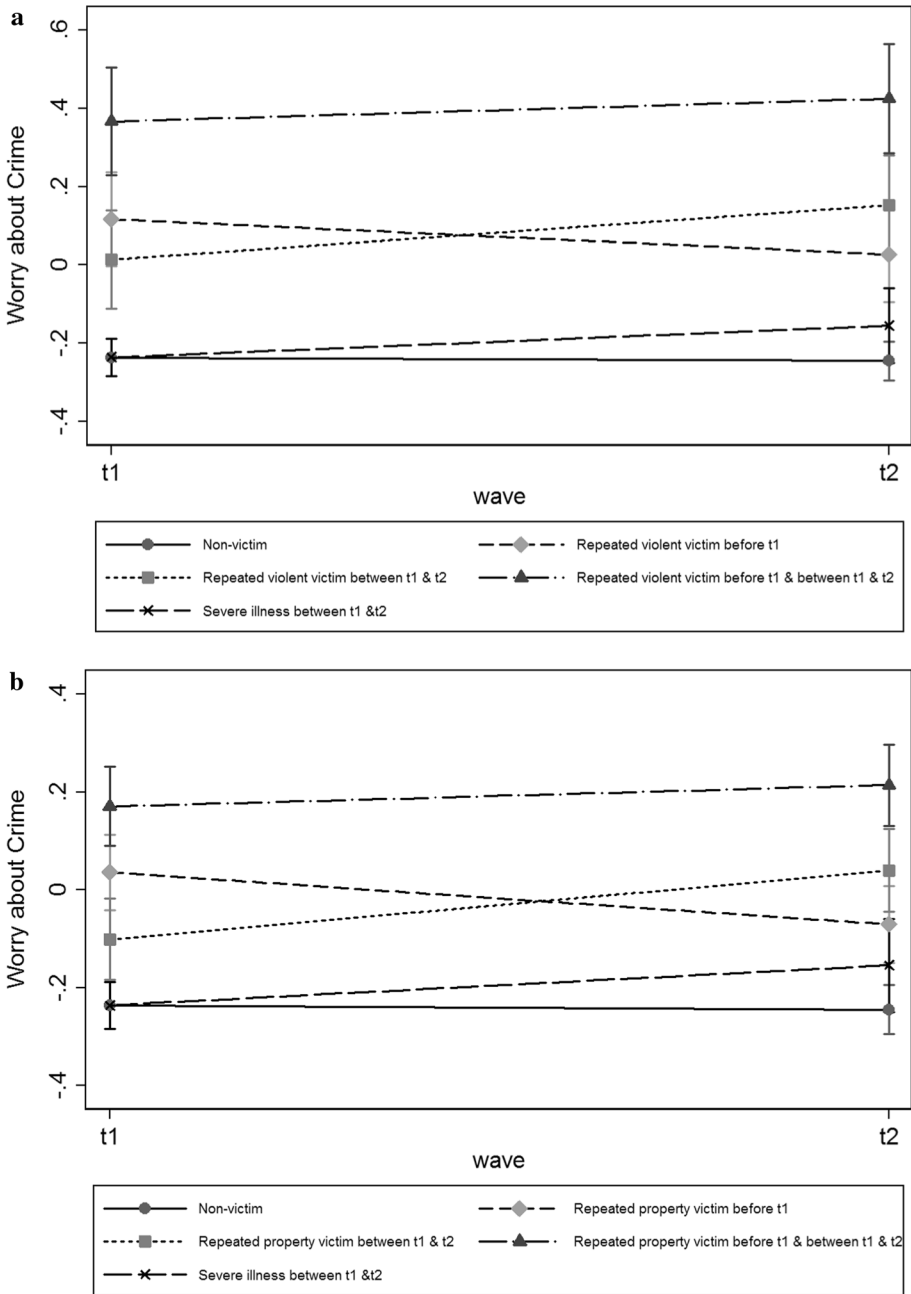 a
Worry about Crime
.6
.4
.2
0
-.2
-.4
t1
t2
wave
Non-victim
Repeated violent victim before t1
Repeated violent victim between t1 & t2
Repeated violent victim before t1 & between t1 & t2
Severe illness between t1 &t2
b
Worry about Crime
.4
.2
0
-.2
-.4
t1
t2
wave
Non-victim
Repeated property victim before t1
Repeated property victim between t1 & t2
Repeated property victim before t1 & between t1 & t2
Severe illness between t1 &t2